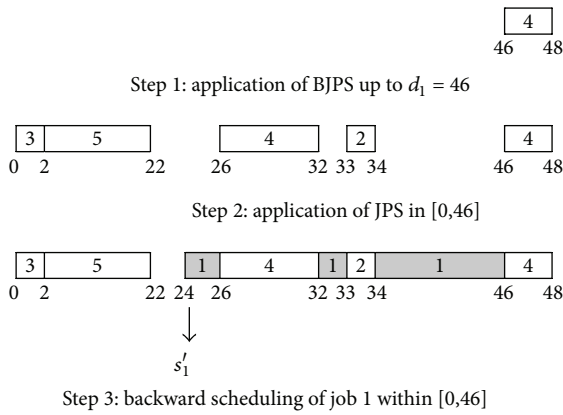 4
46 48
Step 1: application of BJPS up to d₁ = 46
3 5 4 2 4
0 2 22 26 32 33 34 46 48
Step 2: application of JPS in [0,46]
3 5 1 4 1 2 1 4
0 2 22 24 26 32 33 34 46 48
s′₁
Step 3: backward scheduling of job 1 within [0,46]